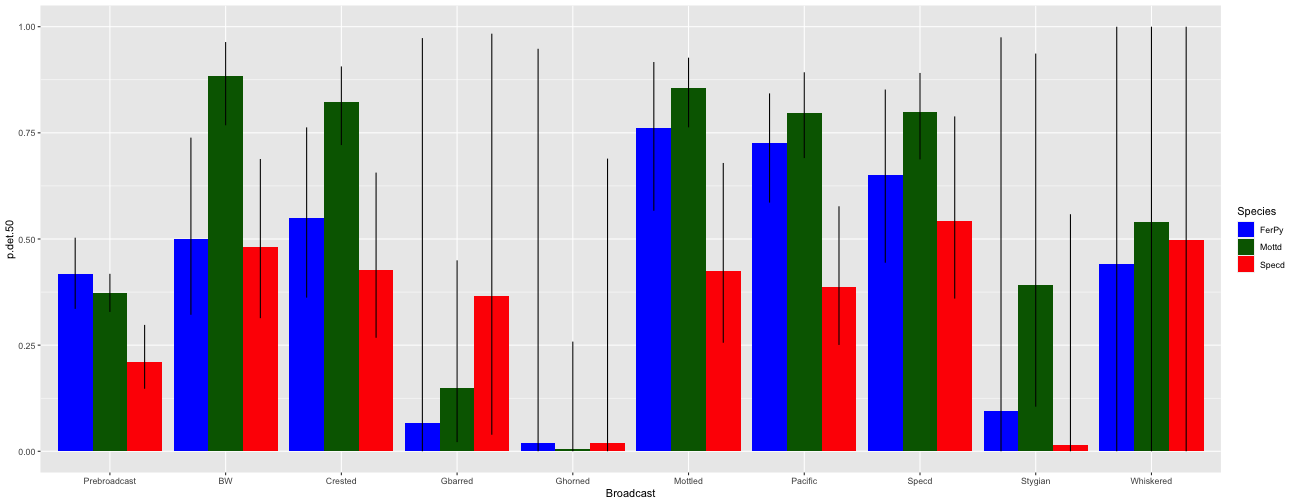 1.00
0.75
0.50
0.25
0.00
p.det.50
Prebroadcast BW Crested Gbarred Ghorned Mottled Pacific Specd Stygian Whiskered
Broadcast
Species
FerPy
Mottd
Specd